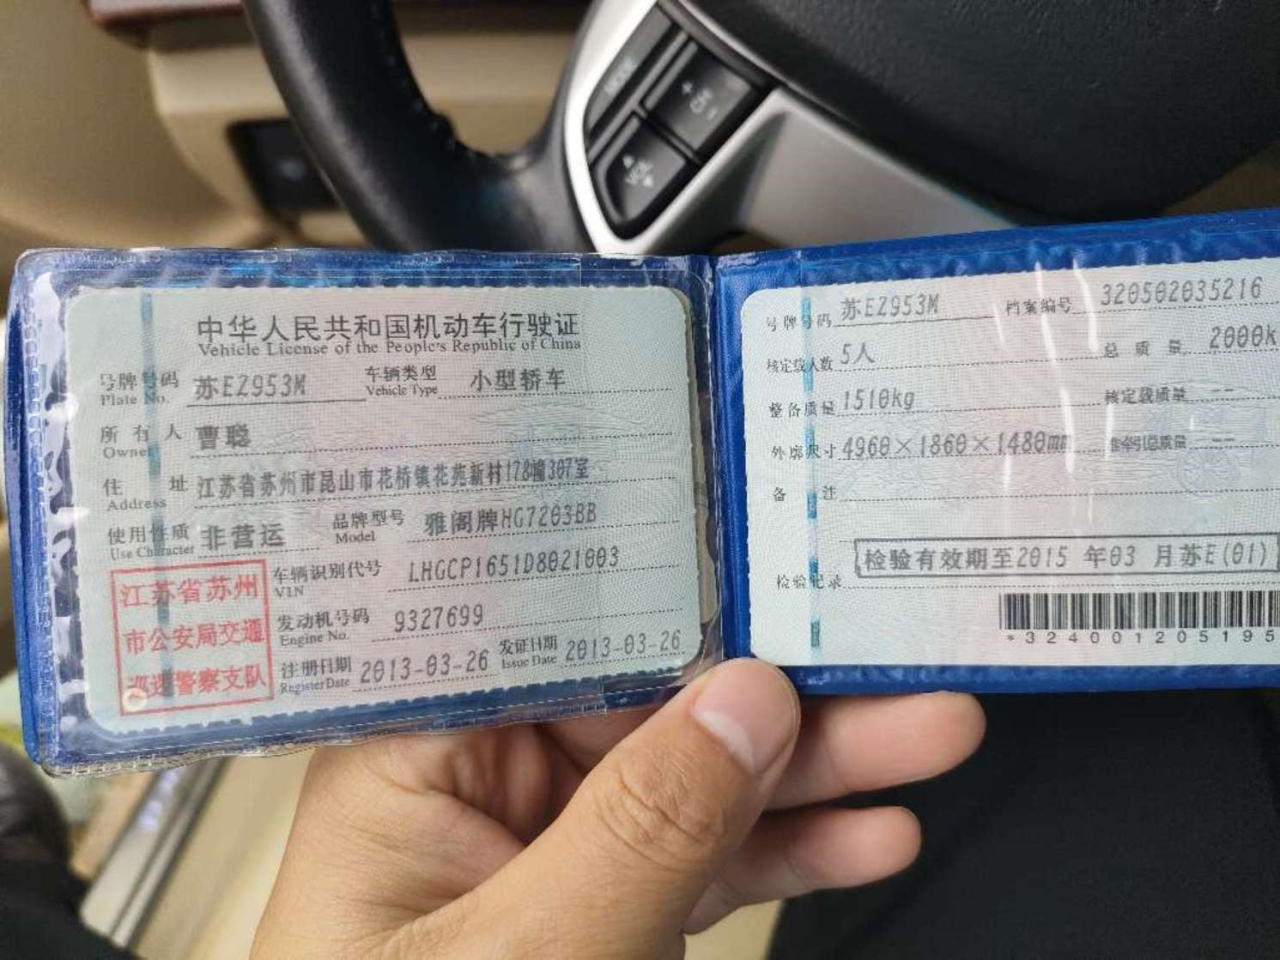 MODE
+
CH
-
▲
VOL
▼
中华人民共和国机动车行驶证
Vehicle License of the People's Republic of China
号牌号码 苏EZ953M 车辆类型 小型轿车
Plate No. Vehicle Type
所有人 曹聪
Owner
住址 江苏省苏州市昆山市花桥镇花苑新村178幢307室
Address
使用性质 非营运 品牌型号 雅阁牌HG7203BB
Use Character Model
江苏省苏州
市公安局交通
巡逻警察支队
车辆识别代号 LHGCP1651D8021003
VIN
发动机号码 9327699
Engine No.
注册日期 2013-03-26 发证日期 2013-03-26
Register Date Issue Date
号牌号码 苏EZ953M 档案编号 320502035216
核定载人数 5人 总质量 2000k
整备质量 1510kg 核定载质量 --
外廓尺寸 4960×1860×1480mm 准牵引总质量 --
备注
检验有效期至2015 年03 月苏E(01)
检验记录
*324001205195